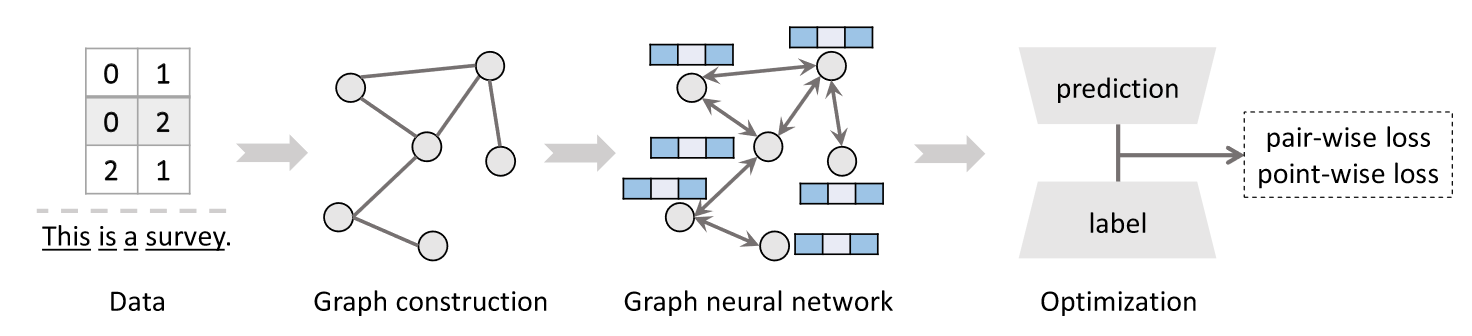 0 1
0 2
2 1
This is a survey.
prediction
label
pair-wise loss
point-wise loss
Data
Graph construction
Graph neural network
Optimization